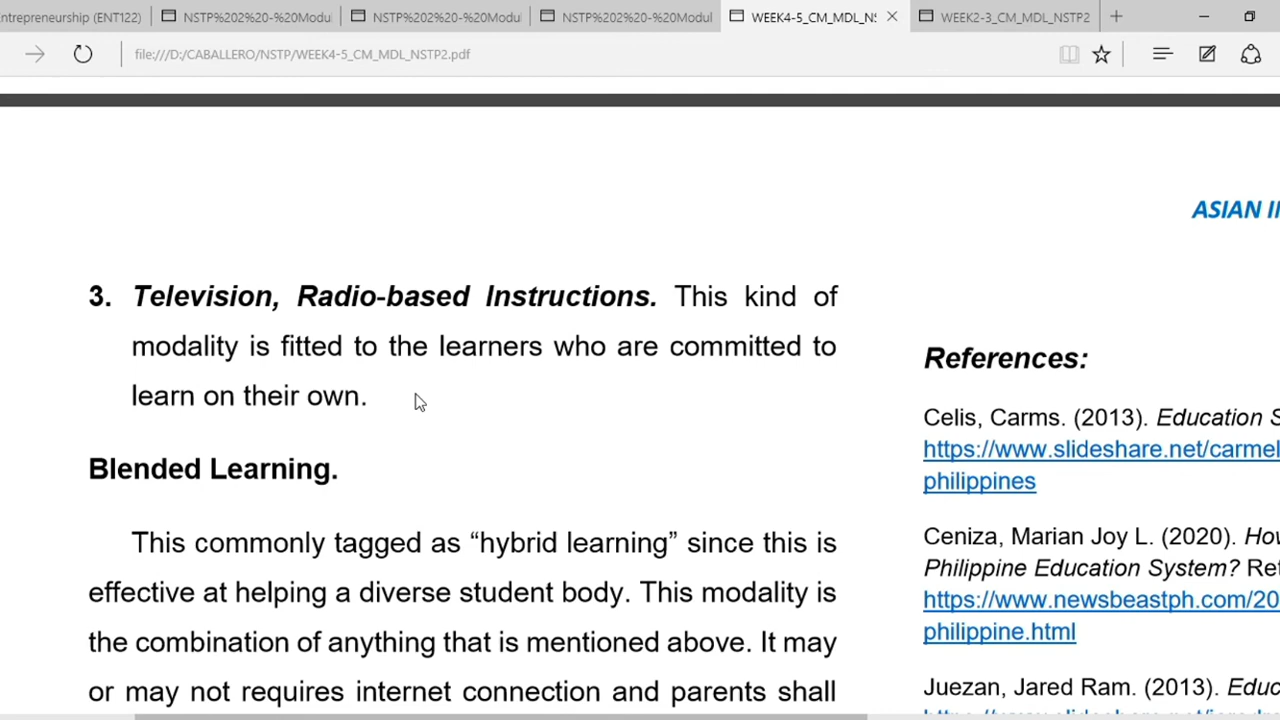 ntrepreneurship (ENT122)
NSTP%202%20-%20Modul
NSTP%202%20-%20Modul
NSTP%202%20-%20Modul
WEEK4-5_CM_MDL_NS
WEEK2-3_CM_MDL_NSTP2
file:///D:/CABALLERO/NSTP/WEEK4-5_CM_MDL_NSTP2.pdf
ASIAN II
3. Television, Radio-based Instructions. This kind of
modality is fitted to the learners who are committed to
learn on their own.
Blended Learning.
This commonly tagged as “hybrid learning” since this is
effective at helping a diverse student body. This modality is
the combination of anything that is mentioned above. It may
or may not requires internet connection and parents shall
References:
Celis, Carms. (2013). Education S
https://www.slideshare.net/carmel
philippines
Ceniza, Marian Joy L. (2020). How
Philippine Education System? Ret
https://www.newsbeastph.com/20
philippine.html
Juezan, Jared Ram. (2013). Educ